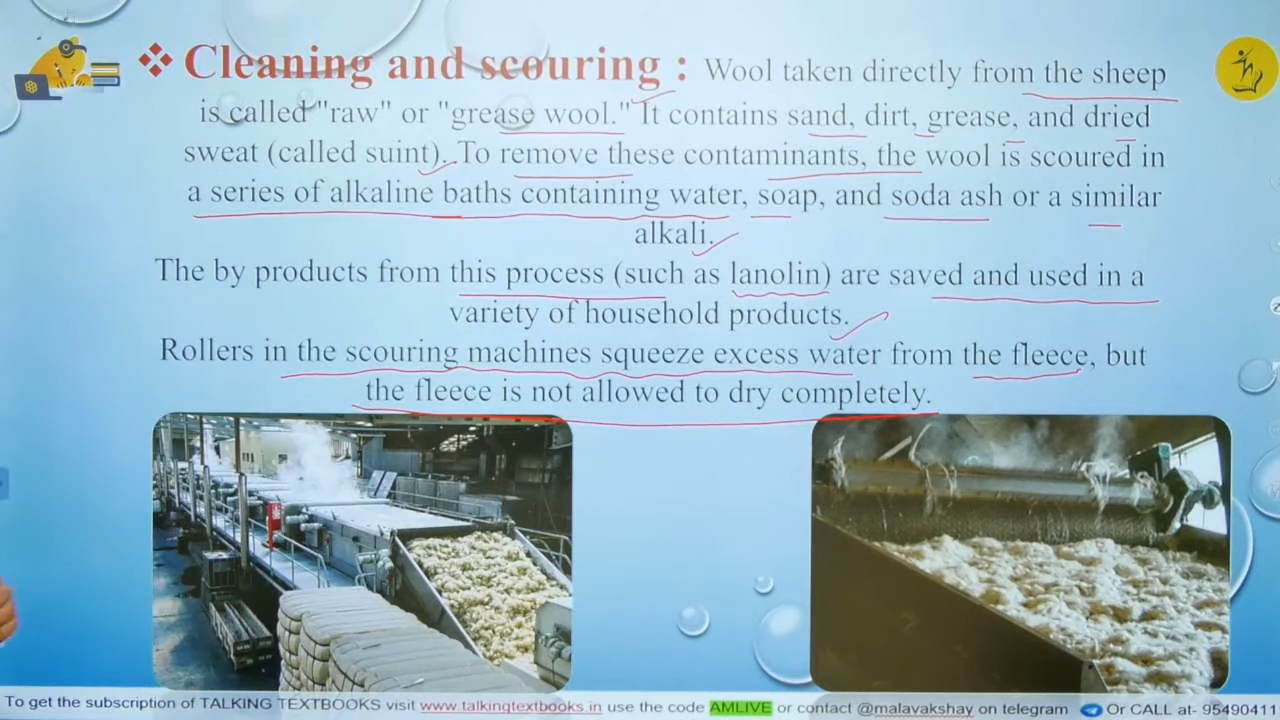 ❖ Cleaning and scouring : Wool taken directly from the sheep
is called "raw" or "grease wool." It contains sand, dirt, grease, and dried
sweat (called suint). To remove these contaminants, the wool is scoured in
a series of alkaline baths containing water, soap, and soda ash or a similar
alkali.
The by products from this process (such as lanolin) are saved and used in a
variety of household products.
Rollers in the scouring machines squeeze excess water from the fleece, but
the fleece is not allowed to dry completely.
To get the subscription of TALKING TEXTBOOKS visit www.talkingtextbooks.in use the code AMLIVE or contact @malavakshay on telegram Or CALL at- 95490411